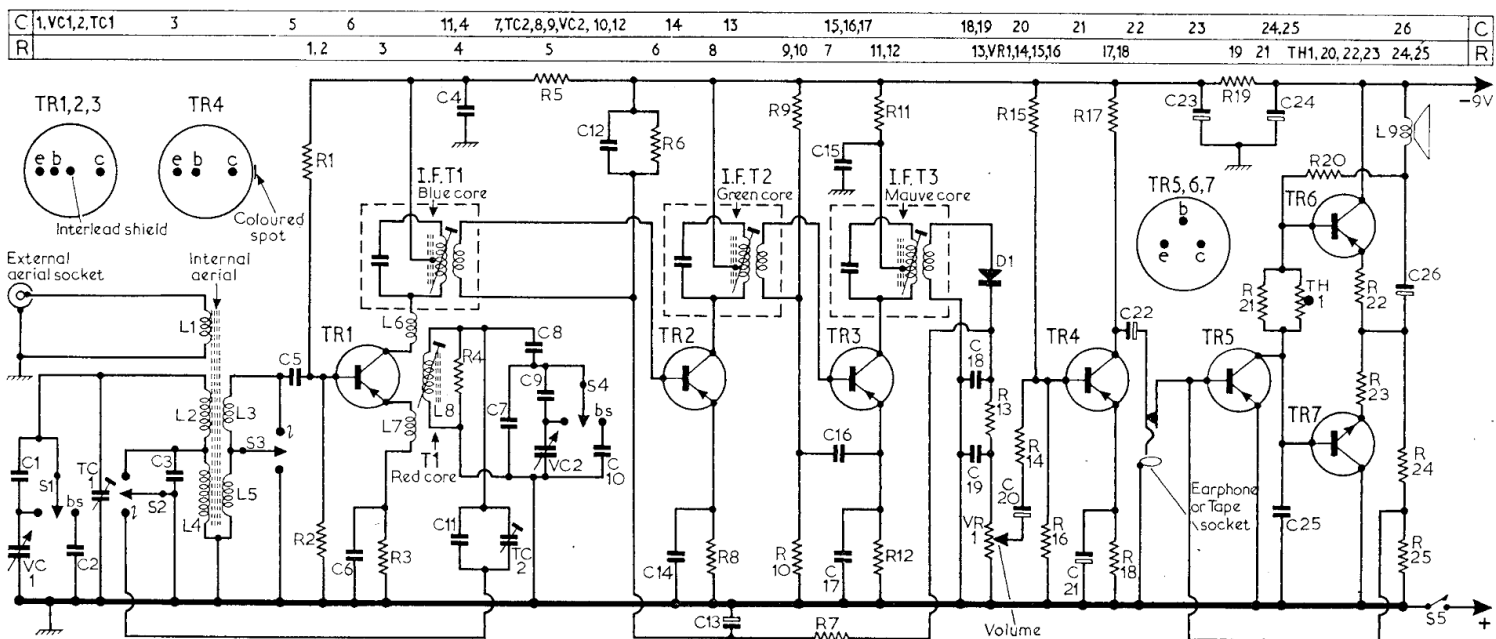 C 1,VC1,2,TC1 3 5 6 11,4 7,TC2,8,9,VC2, 10,12 14 13 15,16,17 18,19 20 21 22 23 24,25 26 C
R 1,2 3 4 5 6 8 9,10 7 11,12 13,VR1,14,15,16 17,18 19 21 TH1, 20, 22,23 24,25 R
TR1,2,3
e b c
Interlead shield
TR4
e b c
Coloured
spot
External
aerial socket
Internal
aerial
L1
L2
L3
L4
L5
C1
VC
1
S1
bs
C2
TC
1
l
S2
C3
S3
l
C5
R1
R2
TR1
C6
R3
L6
L7
C4
R5
I.F.T1
Blue core
L8
T1
Red core
R4
C11
TC
2
C7
C8
C9
VC2
S4
bs
C
10
C12
R6
TR2
C14
R8
C13
I.F.T2
Green core
R9
R
10
C16
R7
C15
R11
I.F.T3
Mauve core
TR3
C
17
R12
D1
C
18
R
13
C
19
VR
1
Volume
R
14
C
20
R15
R
16
TR4
R17
C
21
R
18
C22
Earphone
or Tape
socket
TR5,6,7
b
e c
C23
R19
C24
TR5
R
21
TH
1
C25
R20
TR6
R
22
R
23
TR7
L9
C26
R
24
R
25
-9V
S5
+